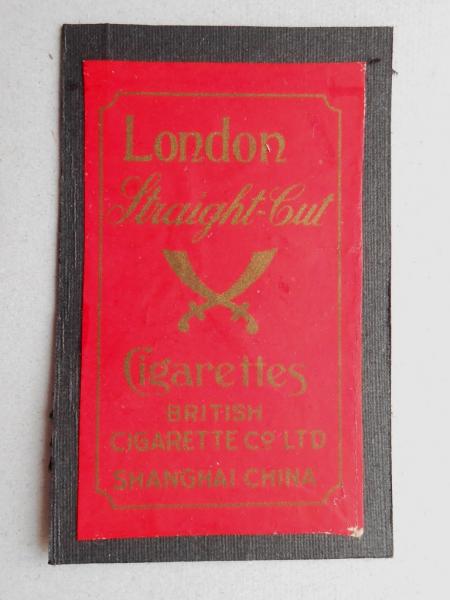 London
Straight-Cut
Cigarettes
BRITISH
CIGARETTE Co LTD
SHANGHAI CHINA